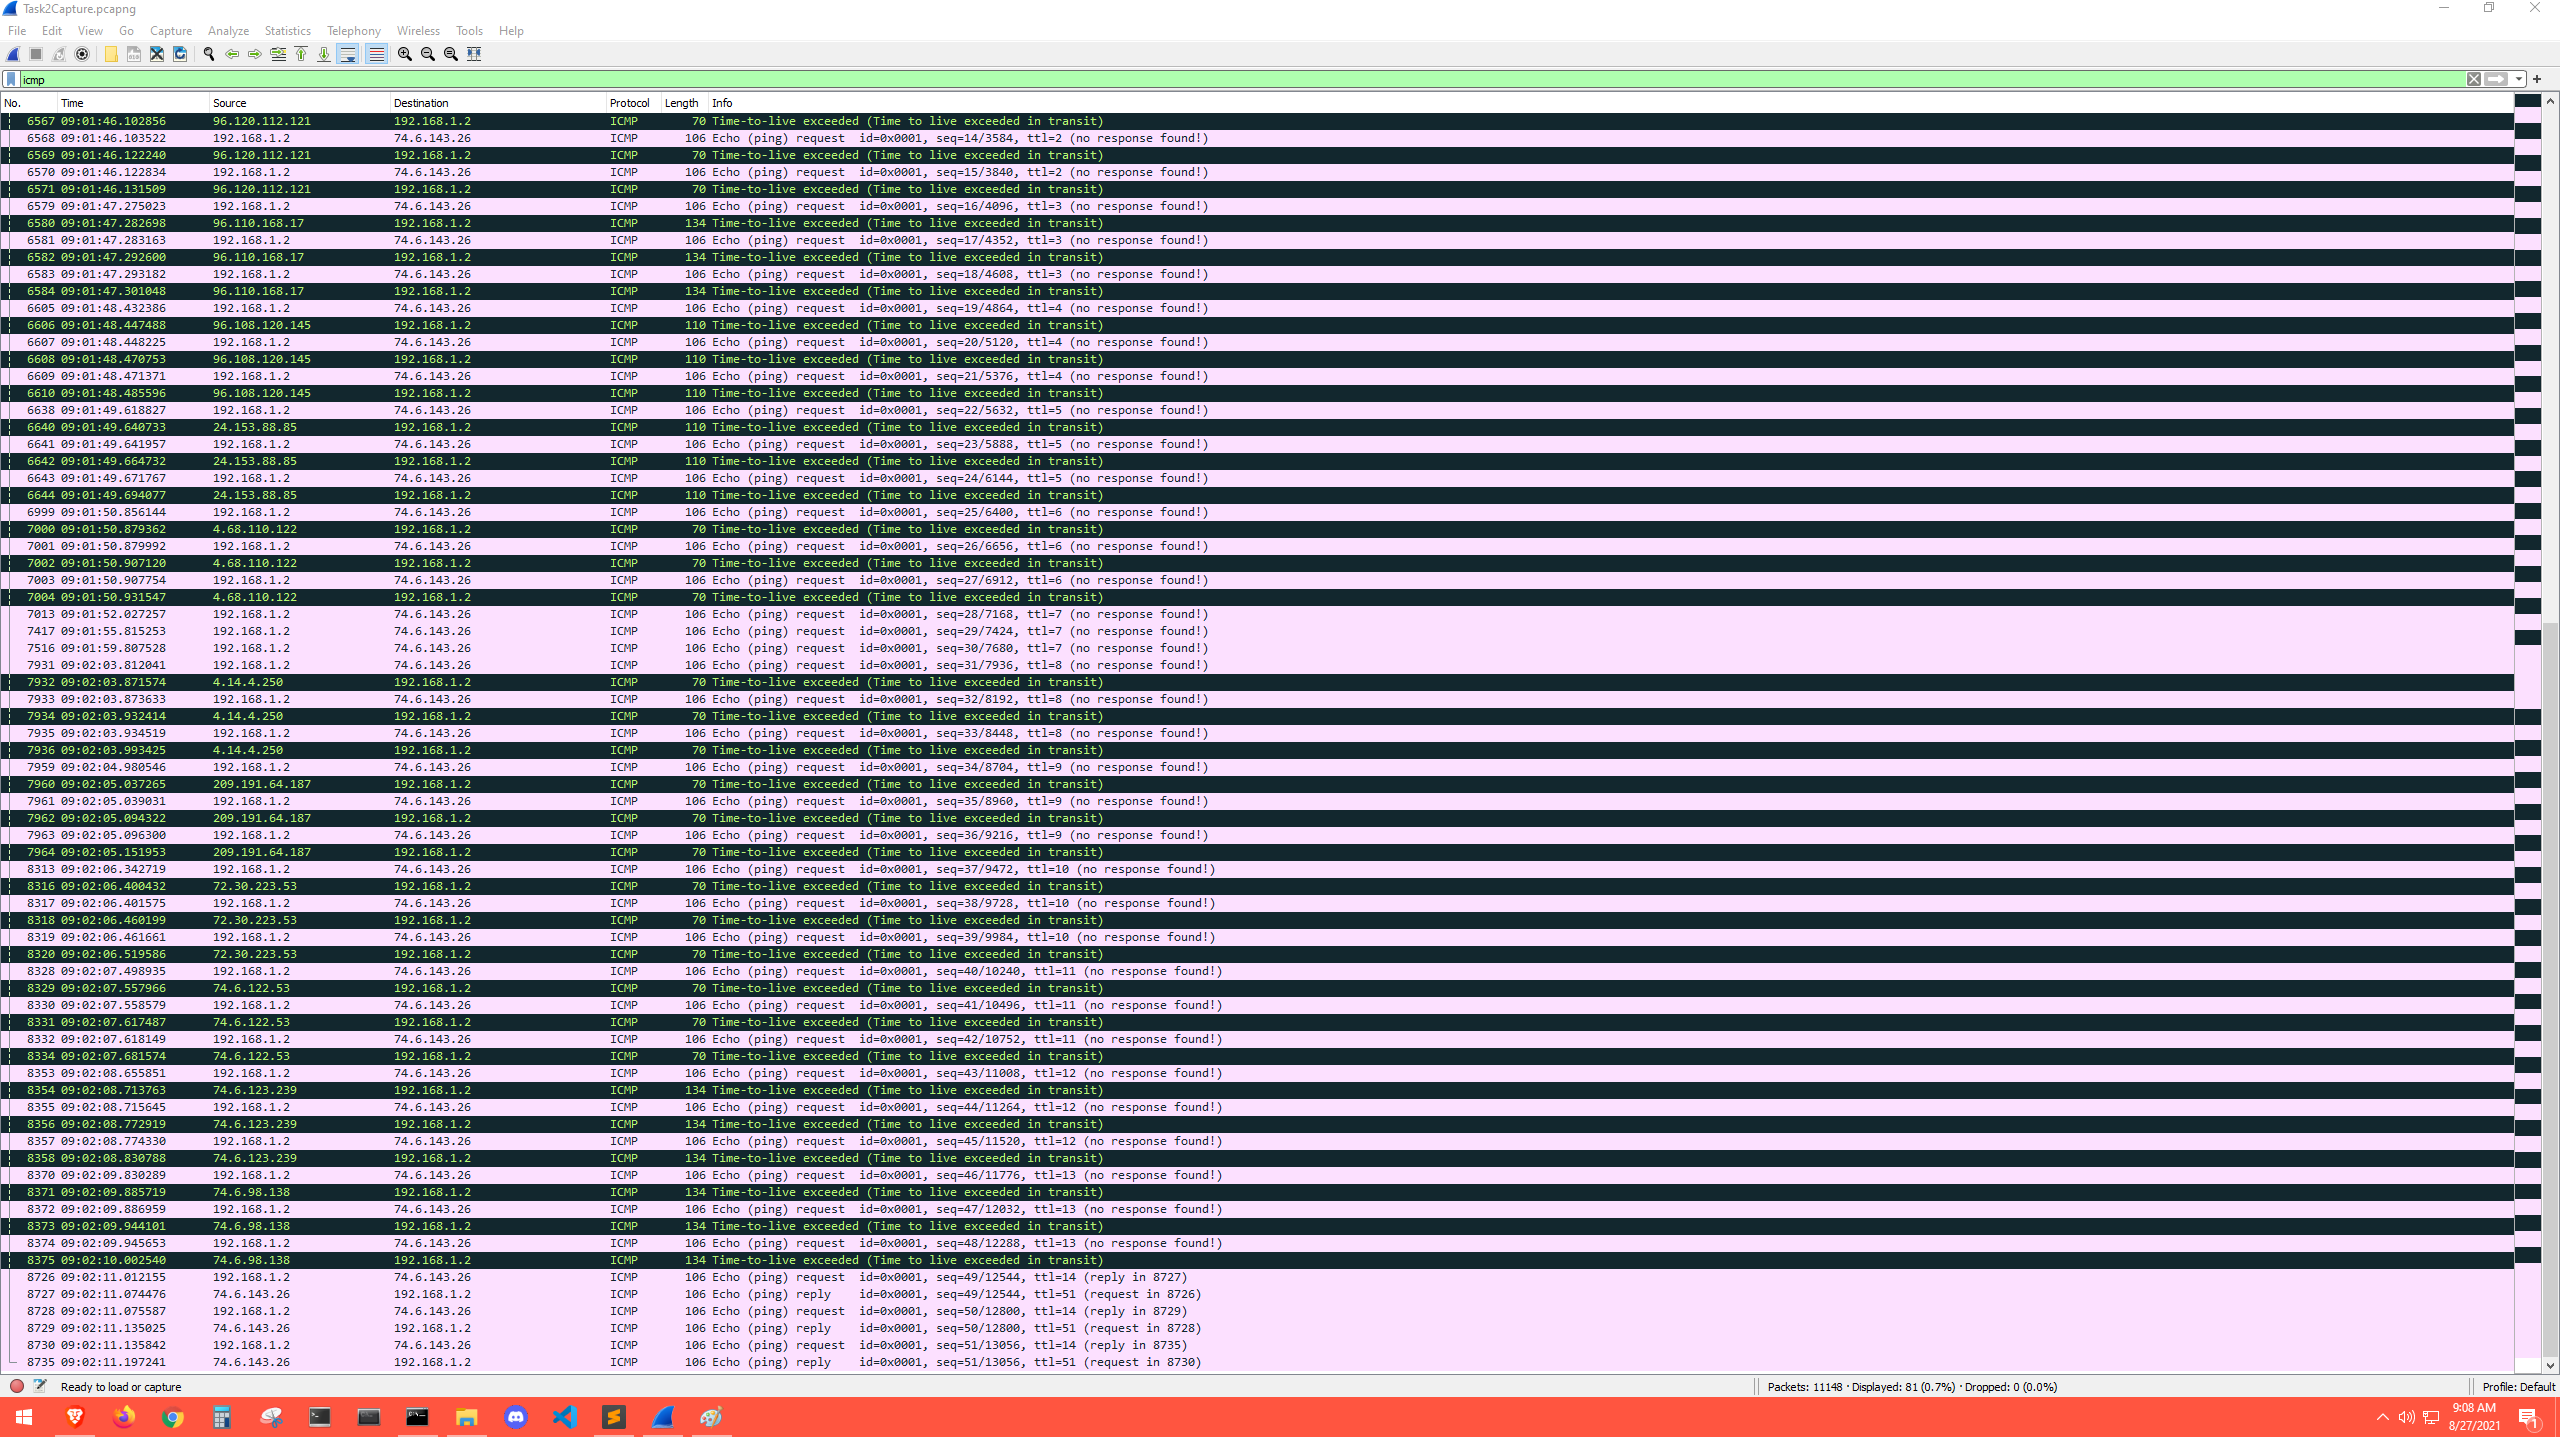 Task2Capture.pcapng
File Edit View Go Capture Analyze Statistics Telephony Wireless Tools Help
icmp
No. Time Source Destination Protocol Length Info
6567 09:01:46.102856 96.120.112.121 192.168.1.2 ICMP 70 Time-to-live exceeded (Time to live exceeded in transit)
6568 09:01:46.103522 192.168.1.2 74.6.143.26 ICMP 106 Echo (ping) request id=0x0001, seq=14/3584, ttl=2 (no response found!)
6569 09:01:46.122240 96.120.112.121 192.168.1.2 ICMP 70 Time-to-live exceeded (Time to live exceeded in transit)
6570 09:01:46.122834 192.168.1.2 74.6.143.26 ICMP 106 Echo (ping) request id=0x0001, seq=15/3840, ttl=2 (no response found!)
6571 09:01:46.131509 96.120.112.121 192.168.1.2 ICMP 70 Time-to-live exceeded (Time to live exceeded in transit)
6579 09:01:47.275023 192.168.1.2 74.6.143.26 ICMP 106 Echo (ping) request id=0x0001, seq=16/4096, ttl=3 (no response found!)
6580 09:01:47.282698 96.110.168.17 192.168.1.2 ICMP 134 Time-to-live exceeded (Time to live exceeded in transit)
6581 09:01:47.283163 192.168.1.2 74.6.143.26 ICMP 106 Echo (ping) request id=0x0001, seq=17/4352, ttl=3 (no response found!)
6582 09:01:47.292600 96.110.168.17 192.168.1.2 ICMP 134 Time-to-live exceeded (Time to live exceeded in transit)
6583 09:01:47.293182 192.168.1.2 74.6.143.26 ICMP 106 Echo (ping) request id=0x0001, seq=18/4608, ttl=3 (no response found!)
6584 09:01:47.301048 96.110.168.17 192.168.1.2 ICMP 134 Time-to-live exceeded (Time to live exceeded in transit)
6605 09:01:48.432386 192.168.1.2 74.6.143.26 ICMP 106 Echo (ping) request id=0x0001, seq=19/4864, ttl=4 (no response found!)
6606 09:01:48.447488 96.108.120.145 192.168.1.2 ICMP 110 Time-to-live exceeded (Time to live exceeded in transit)
6607 09:01:48.448225 192.168.1.2 74.6.143.26 ICMP 106 Echo (ping) request id=0x0001, seq=20/5120, ttl=4 (no response found!)
6608 09:01:48.470753 96.108.120.145 192.168.1.2 ICMP 110 Time-to-live exceeded (Time to live exceeded in transit)
6609 09:01:48.471371 192.168.1.2 74.6.143.26 ICMP 106 Echo (ping) request id=0x0001, seq=21/5376, ttl=4 (no response found!)
6610 09:01:48.485596 96.108.120.145 192.168.1.2 ICMP 110 Time-to-live exceeded (Time to live exceeded in transit)
6638 09:01:49.618827 192.168.1.2 74.6.143.26 ICMP 106 Echo (ping) request id=0x0001, seq=22/5632, ttl=5 (no response found!)
6640 09:01:49.640733 24.153.88.85 192.168.1.2 ICMP 110 Time-to-live exceeded (Time to live exceeded in transit)
6641 09:01:49.641957 192.168.1.2 74.6.143.26 ICMP 106 Echo (ping) request id=0x0001, seq=23/5888, ttl=5 (no response found!)
6642 09:01:49.664732 24.153.88.85 192.168.1.2 ICMP 110 Time-to-live exceeded (Time to live exceeded in transit)
6643 09:01:49.671767 192.168.1.2 74.6.143.26 ICMP 106 Echo (ping) request id=0x0001, seq=24/6144, ttl=5 (no response found!)
6644 09:01:49.694077 24.153.88.85 192.168.1.2 ICMP 110 Time-to-live exceeded (Time to live exceeded in transit)
6999 09:01:50.856144 192.168.1.2 74.6.143.26 ICMP 106 Echo (ping) request id=0x0001, seq=25/6400, ttl=6 (no response found!)
7000 09:01:50.879362 4.68.110.122 192.168.1.2 ICMP 70 Time-to-live exceeded (Time to live exceeded in transit)
7001 09:01:50.879992 192.168.1.2 74.6.143.26 ICMP 106 Echo (ping) request id=0x0001, seq=26/6656, ttl=6 (no response found!)
7002 09:01:50.907120 4.68.110.122 192.168.1.2 ICMP 70 Time-to-live exceeded (Time to live exceeded in transit)
7003 09:01:50.907754 192.168.1.2 74.6.143.26 ICMP 106 Echo (ping) request id=0x0001, seq=27/6912, ttl=6 (no response found!)
7004 09:01:50.931547 4.68.110.122 192.168.1.2 ICMP 70 Time-to-live exceeded (Time to live exceeded in transit)
7013 09:01:52.027257 192.168.1.2 74.6.143.26 ICMP 106 Echo (ping) request id=0x0001, seq=28/7168, ttl=7 (no response found!)
7417 09:01:55.815253 192.168.1.2 74.6.143.26 ICMP 106 Echo (ping) request id=0x0001, seq=29/7424, ttl=7 (no response found!)
7516 09:01:59.807528 192.168.1.2 74.6.143.26 ICMP 106 Echo (ping) request id=0x0001, seq=30/7680, ttl=7 (no response found!)
7931 09:02:03.812041 192.168.1.2 74.6.143.26 ICMP 106 Echo (ping) request id=0x0001, seq=31/7936, ttl=8 (no response found!)
7932 09:02:03.871574 4.14.4.250 192.168.1.2 ICMP 70 Time-to-live exceeded (Time to live exceeded in transit)
7933 09:02:03.873633 192.168.1.2 74.6.143.26 ICMP 106 Echo (ping) request id=0x0001, seq=32/8192, ttl=8 (no response found!)
7934 09:02:03.932414 4.14.4.250 192.168.1.2 ICMP 70 Time-to-live exceeded (Time to live exceeded in transit)
7935 09:02:03.934519 192.168.1.2 74.6.143.26 ICMP 106 Echo (ping) request id=0x0001, seq=33/8448, ttl=8 (no response found!)
7936 09:02:03.993425 4.14.4.250 192.168.1.2 ICMP 70 Time-to-live exceeded (Time to live exceeded in transit)
7959 09:02:04.980546 192.168.1.2 74.6.143.26 ICMP 106 Echo (ping) request id=0x0001, seq=34/8704, ttl=9 (no response found!)
7960 09:02:05.037265 209.191.64.187 192.168.1.2 ICMP 70 Time-to-live exceeded (Time to live exceeded in transit)
7961 09:02:05.039031 192.168.1.2 74.6.143.26 ICMP 106 Echo (ping) request id=0x0001, seq=35/8960, ttl=9 (no response found!)
7962 09:02:05.094322 209.191.64.187 192.168.1.2 ICMP 70 Time-to-live exceeded (Time to live exceeded in transit)
7963 09:02:05.096300 192.168.1.2 74.6.143.26 ICMP 106 Echo (ping) request id=0x0001, seq=36/9216, ttl=9 (no response found!)
7964 09:02:05.151953 209.191.64.187 192.168.1.2 ICMP 70 Time-to-live exceeded (Time to live exceeded in transit)
8313 09:02:06.342719 192.168.1.2 74.6.143.26 ICMP 106 Echo (ping) request id=0x0001, seq=37/9472, ttl=10 (no response found!)
8316 09:02:06.400432 72.30.223.53 192.168.1.2 ICMP 70 Time-to-live exceeded (Time to live exceeded in transit)
8317 09:02:06.401575 192.168.1.2 74.6.143.26 ICMP 106 Echo (ping) request id=0x0001, seq=38/9728, ttl=10 (no response found!)
8318 09:02:06.460199 72.30.223.53 192.168.1.2 ICMP 70 Time-to-live exceeded (Time to live exceeded in transit)
8319 09:02:06.461661 192.168.1.2 74.6.143.26 ICMP 106 Echo (ping) request id=0x0001, seq=39/9984, ttl=10 (no response found!)
8320 09:02:06.519586 72.30.223.53 192.168.1.2 ICMP 70 Time-to-live exceeded (Time to live exceeded in transit)
8328 09:02:07.498935 192.168.1.2 74.6.143.26 ICMP 106 Echo (ping) request id=0x0001, seq=40/10240, ttl=11 (no response found!)
8329 09:02:07.557966 74.6.122.53 192.168.1.2 ICMP 70 Time-to-live exceeded (Time to live exceeded in transit)
8330 09:02:07.558579 192.168.1.2 74.6.143.26 ICMP 106 Echo (ping) request id=0x0001, seq=41/10496, ttl=11 (no response found!)
8331 09:02:07.617487 74.6.122.53 192.168.1.2 ICMP 70 Time-to-live exceeded (Time to live exceeded in transit)
8332 09:02:07.618149 192.168.1.2 74.6.143.26 ICMP 106 Echo (ping) request id=0x0001, seq=42/10752, ttl=11 (no response found!)
8334 09:02:07.681574 74.6.122.53 192.168.1.2 ICMP 70 Time-to-live exceeded (Time to live exceeded in transit)
8353 09:02:08.655851 192.168.1.2 74.6.143.26 ICMP 106 Echo (ping) request id=0x0001, seq=43/11008, ttl=12 (no response found!)
8354 09:02:08.713763 74.6.123.239 192.168.1.2 ICMP 134 Time-to-live exceeded (Time to live exceeded in transit)
8355 09:02:08.715645 192.168.1.2 74.6.143.26 ICMP 106 Echo (ping) request id=0x0001, seq=44/11264, ttl=12 (no response found!)
8356 09:02:08.772919 74.6.123.239 192.168.1.2 ICMP 134 Time-to-live exceeded (Time to live exceeded in transit)
8357 09:02:08.774330 192.168.1.2 74.6.143.26 ICMP 106 Echo (ping) request id=0x0001, seq=45/11520, ttl=12 (no response found!)
8358 09:02:08.830788 74.6.123.239 192.168.1.2 ICMP 134 Time-to-live exceeded (Time to live exceeded in transit)
8370 09:02:09.830289 192.168.1.2 74.6.143.26 ICMP 106 Echo (ping) request id=0x0001, seq=46/11776, ttl=13 (no response found!)
8371 09:02:09.885719 74.6.98.138 192.168.1.2 ICMP 134 Time-to-live exceeded (Time to live exceeded in transit)
8372 09:02:09.886959 192.168.1.2 74.6.143.26 ICMP 106 Echo (ping) request id=0x0001, seq=47/12032, ttl=13 (no response found!)
8373 09:02:09.944101 74.6.98.138 192.168.1.2 ICMP 134 Time-to-live exceeded (Time to live exceeded in transit)
8374 09:02:09.945653 192.168.1.2 74.6.143.26 ICMP 106 Echo (ping) request id=0x0001, seq=48/12288, ttl=13 (no response found!)
8375 09:02:10.002540 74.6.98.138 192.168.1.2 ICMP 134 Time-to-live exceeded (Time to live exceeded in transit)
8726 09:02:11.012155 192.168.1.2 74.6.143.26 ICMP 106 Echo (ping) request id=0x0001, seq=49/12544, ttl=14 (reply in 8727)
8727 09:02:11.074476 74.6.143.26 192.168.1.2 ICMP 106 Echo (ping) reply id=0x0001, seq=49/12544, ttl=51 (request in 8726)
8728 09:02:11.075587 192.168.1.2 74.6.143.26 ICMP 106 Echo (ping) request id=0x0001, seq=50/12800, ttl=14 (reply in 8729)
8729 09:02:11.135025 74.6.143.26 192.168.1.2 ICMP 106 Echo (ping) reply id=0x0001, seq=50/12800, ttl=51 (request in 8728)
8730 09:02:11.135842 192.168.1.2 74.6.143.26 ICMP 106 Echo (ping) request id=0x0001, seq=51/13056, ttl=14 (reply in 8735)
8735 09:02:11.197241 74.6.143.26 192.168.1.2 ICMP 106 Echo (ping) reply id=0x0001, seq=51/13056, ttl=51 (request in 8730)
Ready to load or capture Packets: 11148 · Displayed: 81 (0.7%) · Dropped: 0 (0.0%) Profile: Default
9:08 AM
8/27/2021
1